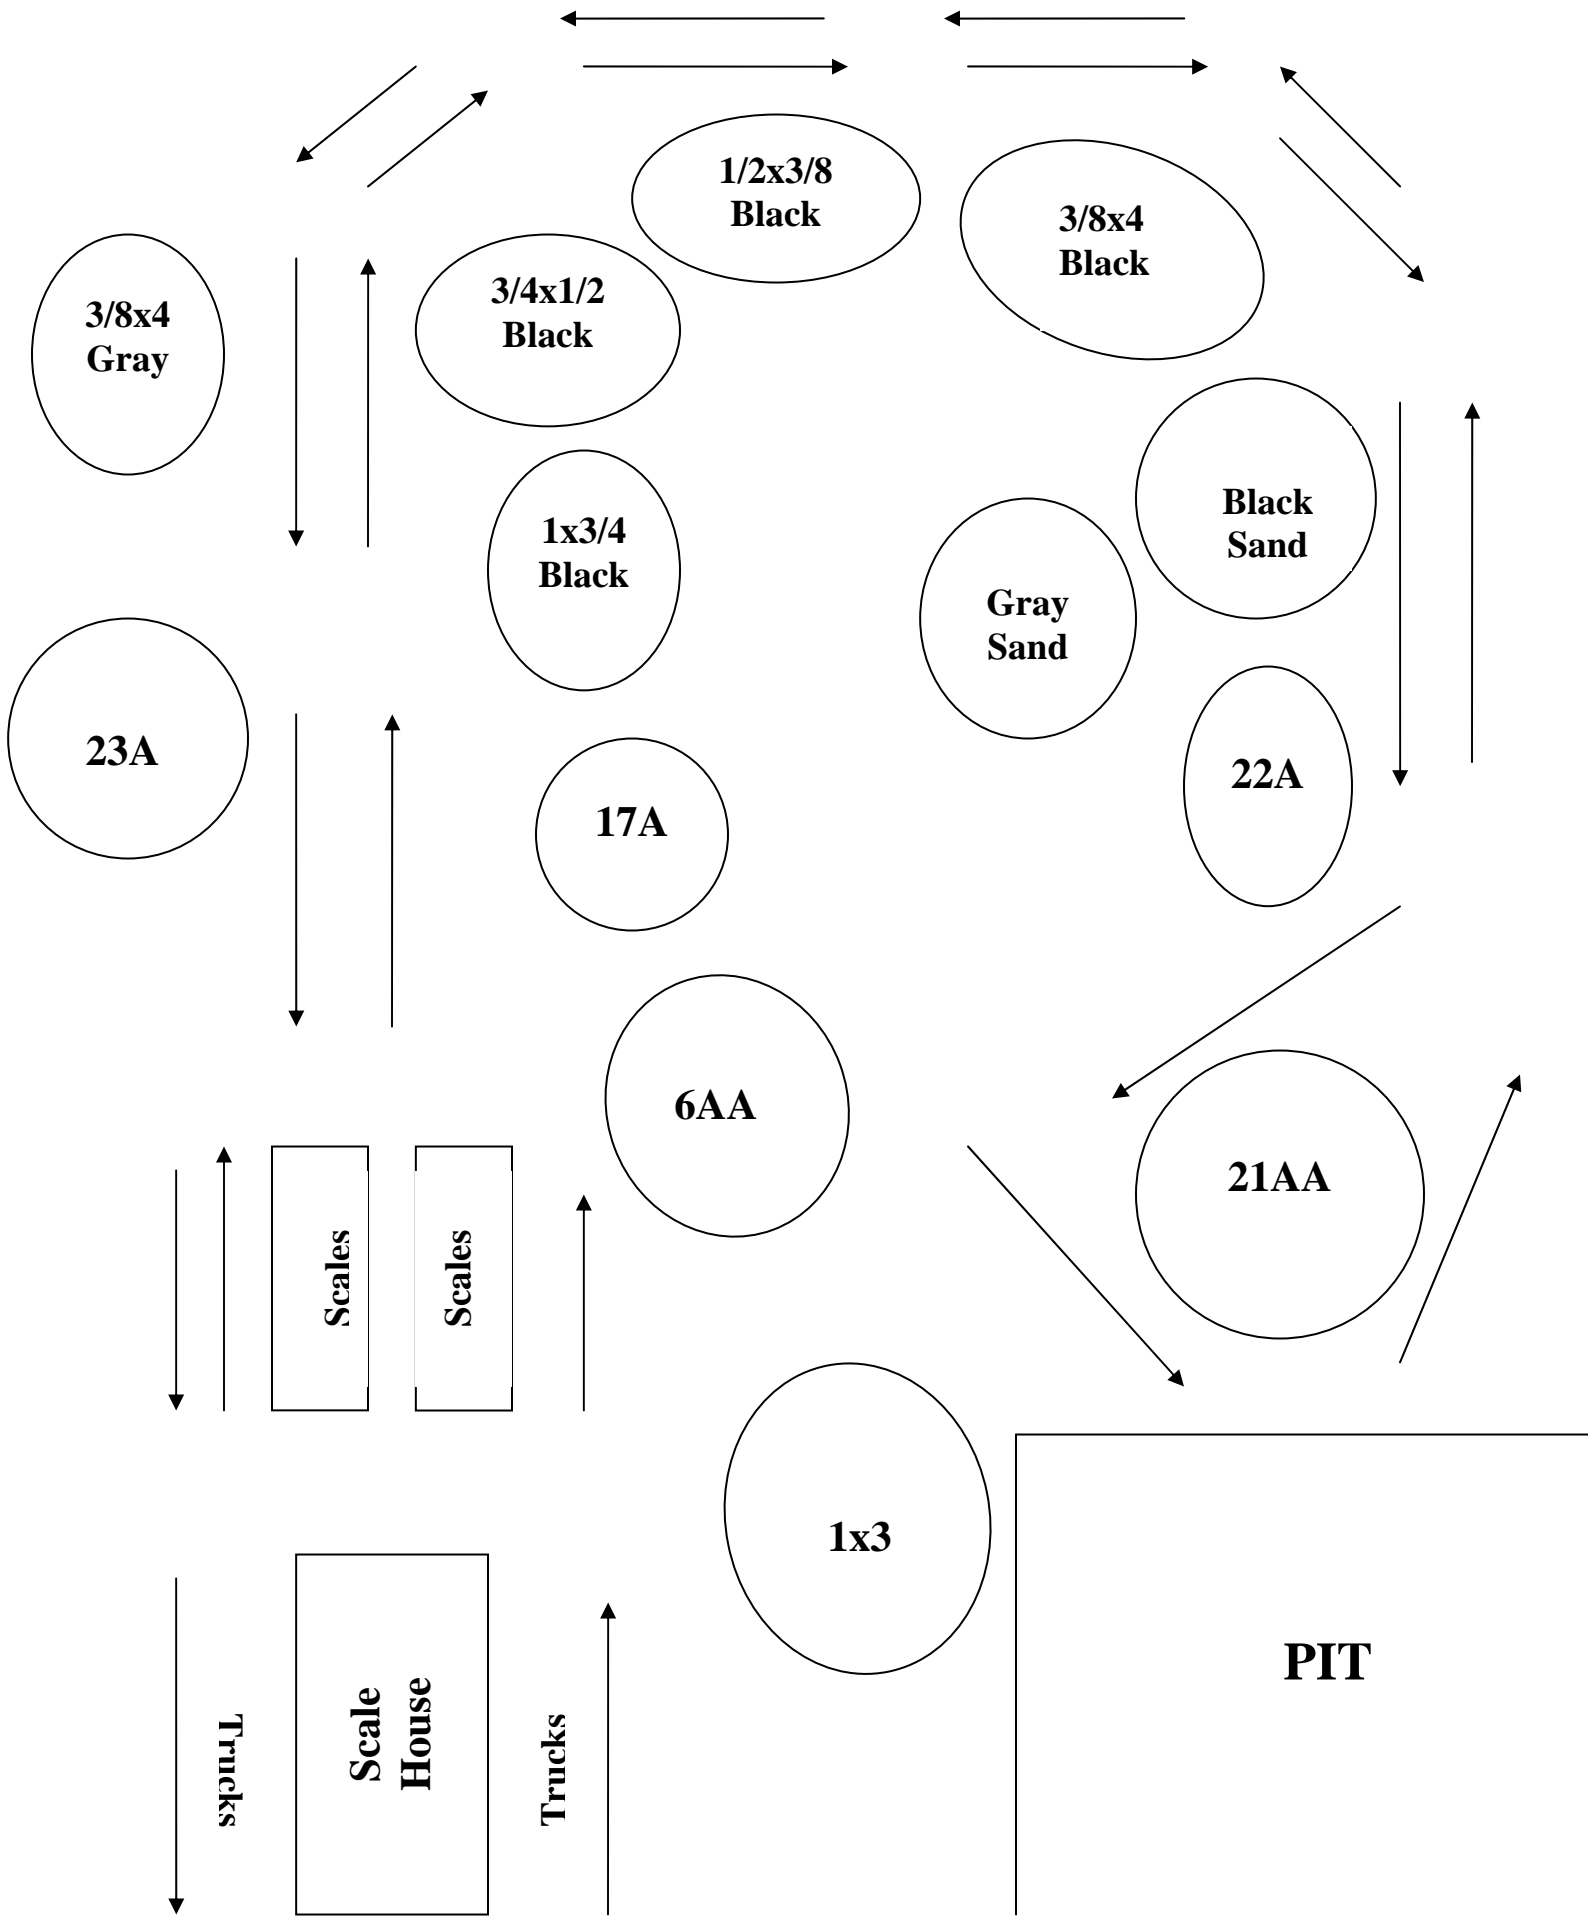 1/2x3/8
Black
3/8x4
Black
3/4x1/2
Black
3/8x4
Gray
Black
Sand
1x3/4
Black
Gray
Sand
23A
22A
17A
6AA
21AA
Scales
Scales
1x3
PIT
Trucks
Scale
House
Trucks